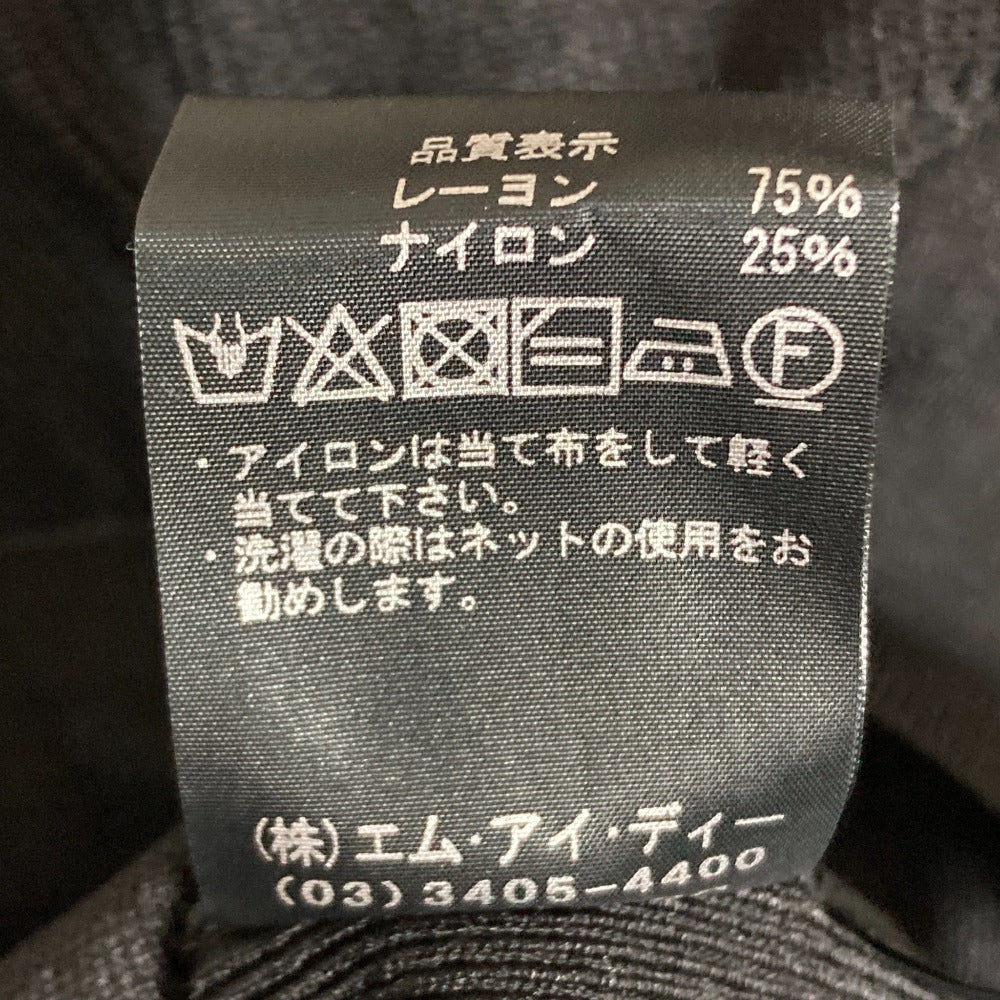 品質表示
レーヨン 75%
ナイロン 25%
F
・アイロンは当て布をして軽く
当てて下さい。
・洗濯の際はネットの使用をお
勧めします。
(株)エム・アイ・ディー
(03)3405-4400